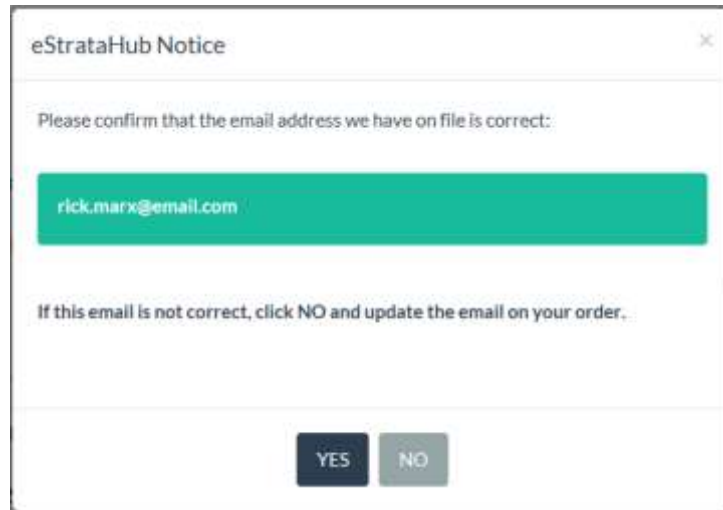 eStrataHub Notice
×
Please confirm that the email address we have on file is correct:
rick.marx@email.com
If this email is not correct, click NO and update the email on your order.
YES NO